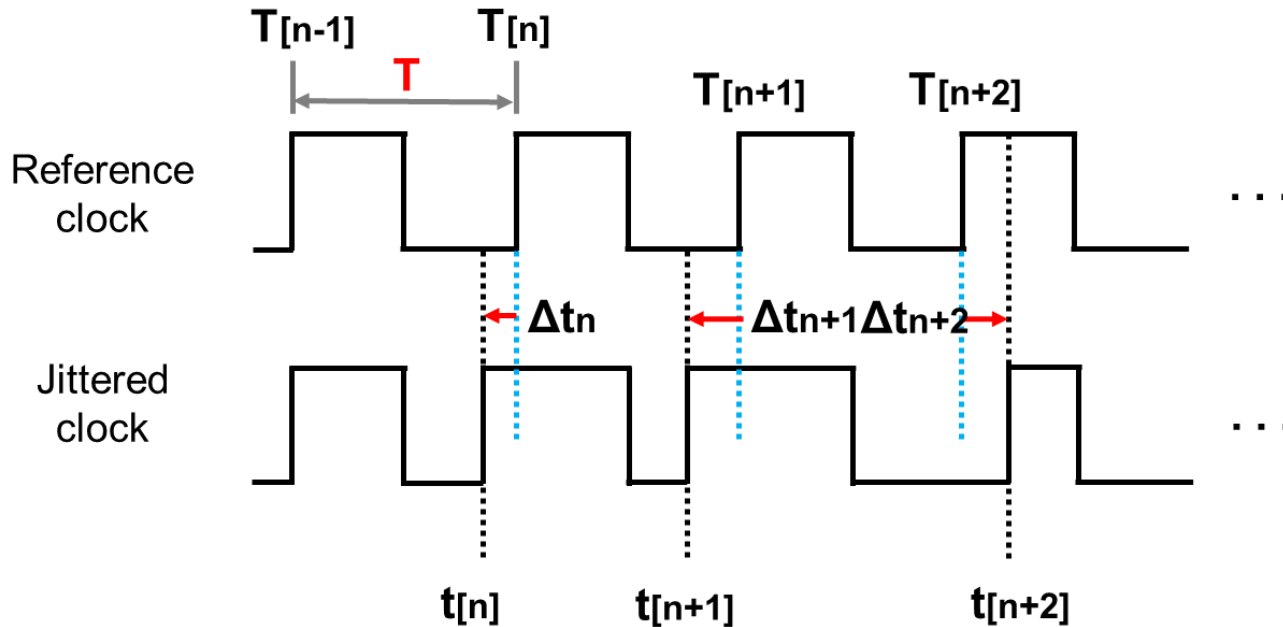 T[n-1]
T[n]
T
T[n+1]
T[n+2]
Reference
clock
. . .
Δtn
Δtn+1
Δtn+2
Jittered
clock
. . .
t[n]
t[n+1]
t[n+2]